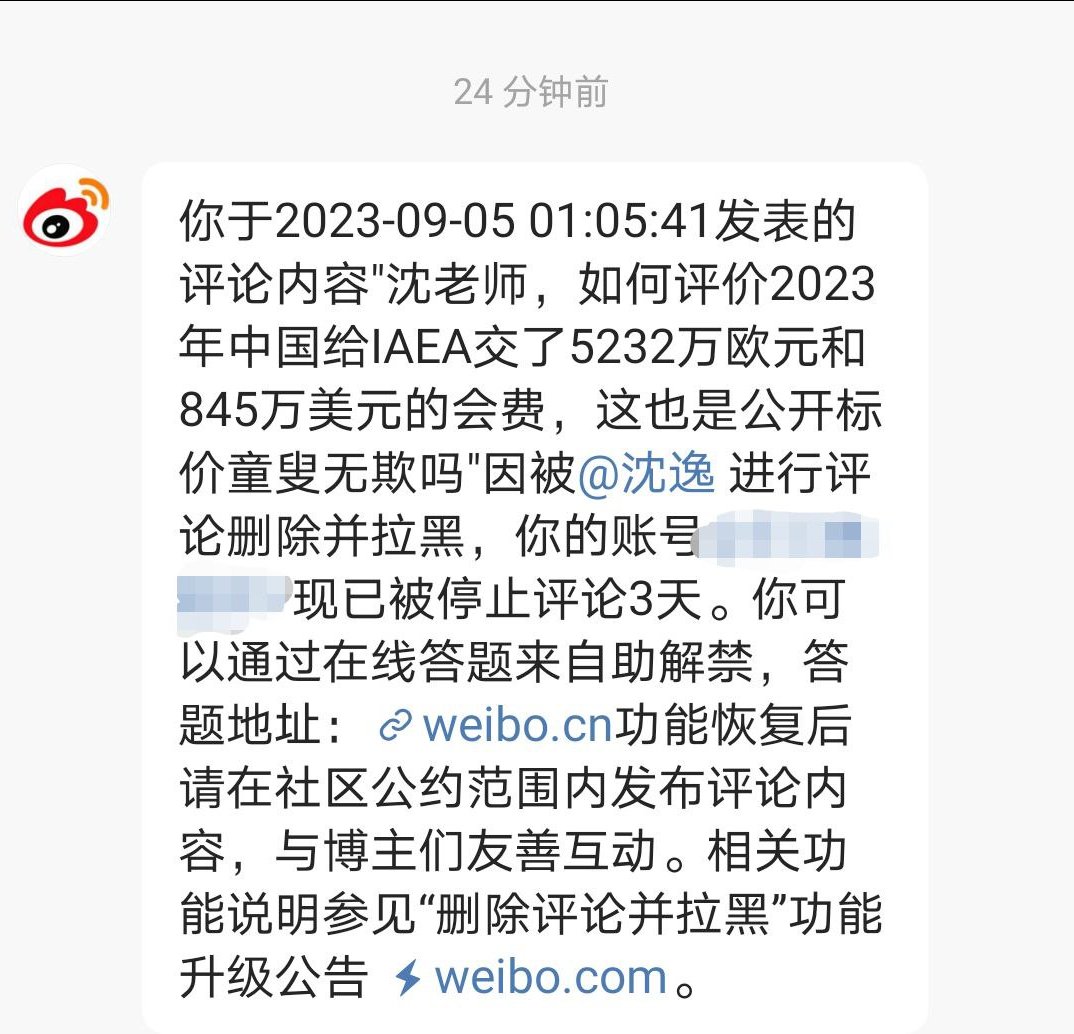 24 分钟前
你于2023-09-05 01:05:41发表的
评论内容"沈老师，如何评价2023
年中国给IAEA交了5232万欧元和
845万美元的会费，这也是公开标
价童叟无欺吗"因被@沈逸 进行评
论删除并拉黑，你的账号
现已被停止评论3天。你可
以通过在线答题来自助解禁，答
题地址： weibo.cn功能恢复后
请在社区公约范围内发布评论内
容，与博主们友善互动。相关功
能说明参见“删除评论并拉黑”功能
升级公告 weibo.com。